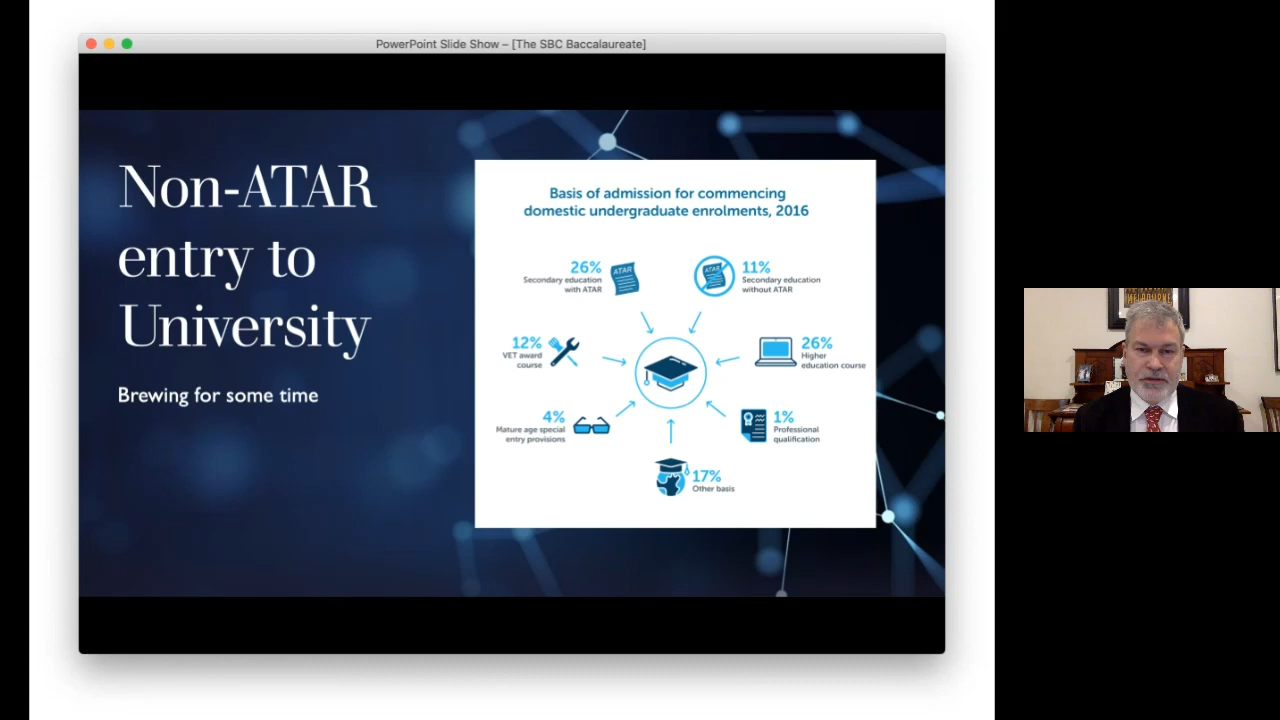 PowerPoint Slide Show – [The SBC Baccalaureate]
Non-ATAR
entry to
University
Brewing for some time
Basis of admission for commencing
domestic undergraduate enrolments, 2016
26%
Secondary education
with ATAR
ATAR
ATAR
11%
Secondary education
without ATAR
12%
VET award
course
26%
Higher
education course
4%
Mature age special
entry provisions
1%
Professional
qualification
17%
Other basis
MELBOURNE